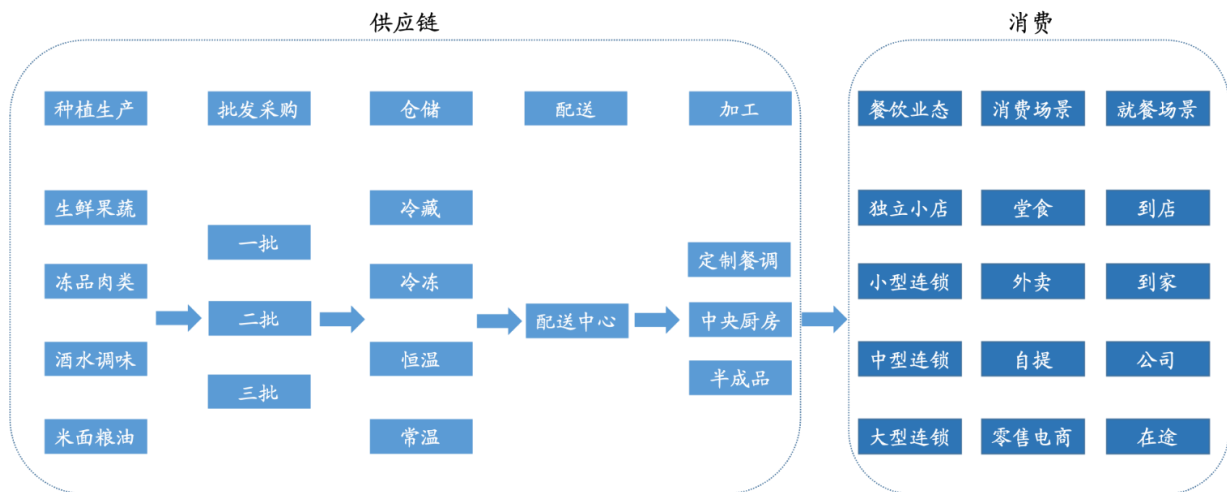 供应链
消费
种植生产
批发采购
仓储
配送
加工
餐饮业态
消费场景
就餐场景
生鲜果蔬
冻品肉类
酒水调味
米面粮油
一批
二批
三批
冷藏
冷冻
恒温
常温
配送中心
定制餐调
中央厨房
半成品
独立小店
堂食
到店
小型连锁
外卖
到家
中型连锁
自提
公司
大型连锁
零售电商
在途